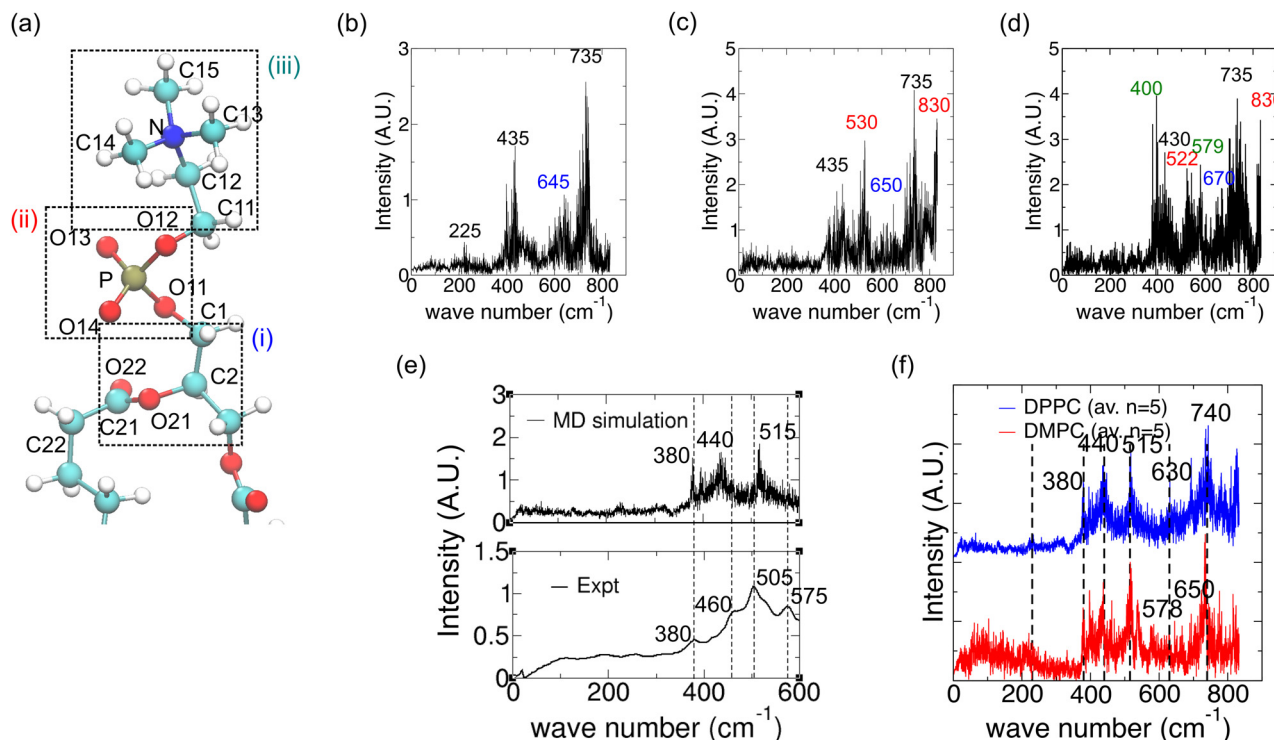 (a)
(iii)
C15
N
C13
C14
C12
O12
C11
(ii)
O13
P
O11
O14
C1
(i)
O22
C2
C21
O21
C22
(b)
Intensity (A.U.)
3
2
1
0
735
435
645
225
0 200 400 600 800
wave number (cm-1)
(c)
Intensity (A.U.)
5
4
3
2
1
0
735
830
530
435
650
0 200 400 600 800
wave number (cm-1)
(d)
Intensity (A.U.)
5
4
3
2
1
0
735
400
830
430
579
522
670
0 200 400 600 800
wave number (cm-1)
(e)
Intensity (A.U.)
3
2
1
0
MD simulation
380 440 515
0 200 400 600
1.5
1
0.5
0
Expt
505
575
460
380
0 200 400 600
wave number (cm-1)
(f)
Intensity (A.U.)
DPPC (av. n=5)
DMPC (av. n=5)
740
440 515
380
630
650
578
0 200 400 600 800
wave number (cm-1)